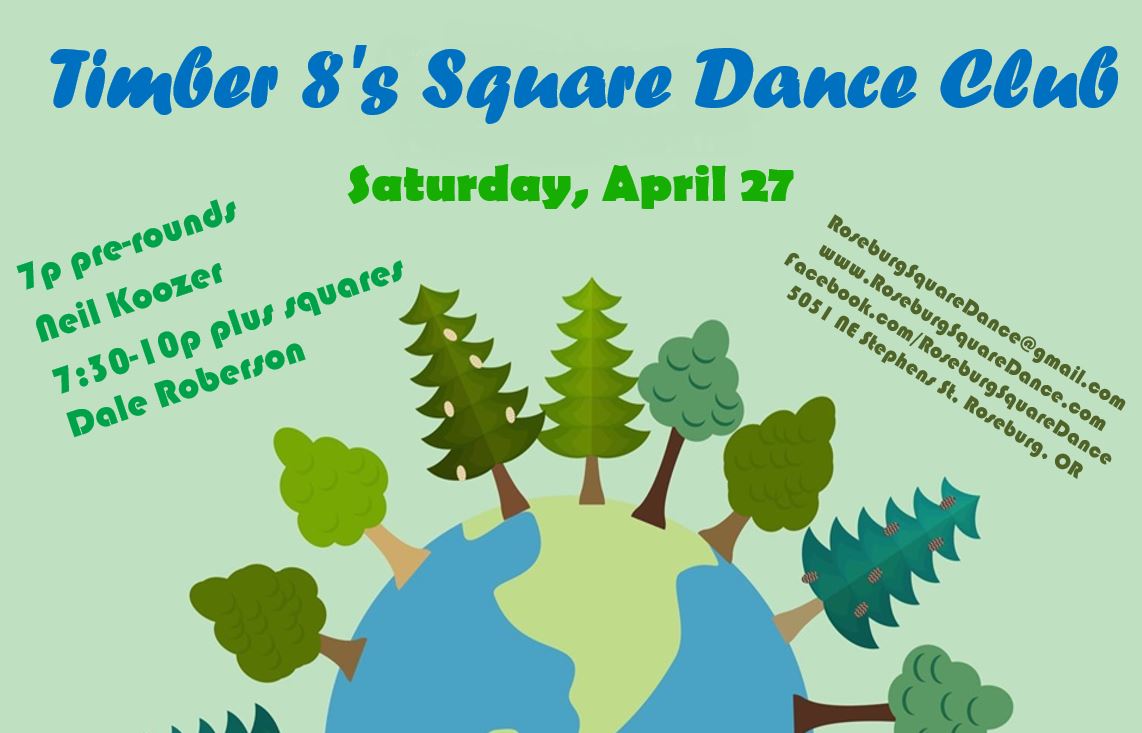 Timber 8's Square Dance Club
Saturday, April 27
7p pre-rounds
Neil Koozer
7:30-10p plus squares
Dale Roberson
RoseburgSquareDance@gmail.com
www.RoseburgSquareDance.com
Facebook.com/RoseburgSquareDance
5051 NE Stephens St, Roseburg, OR